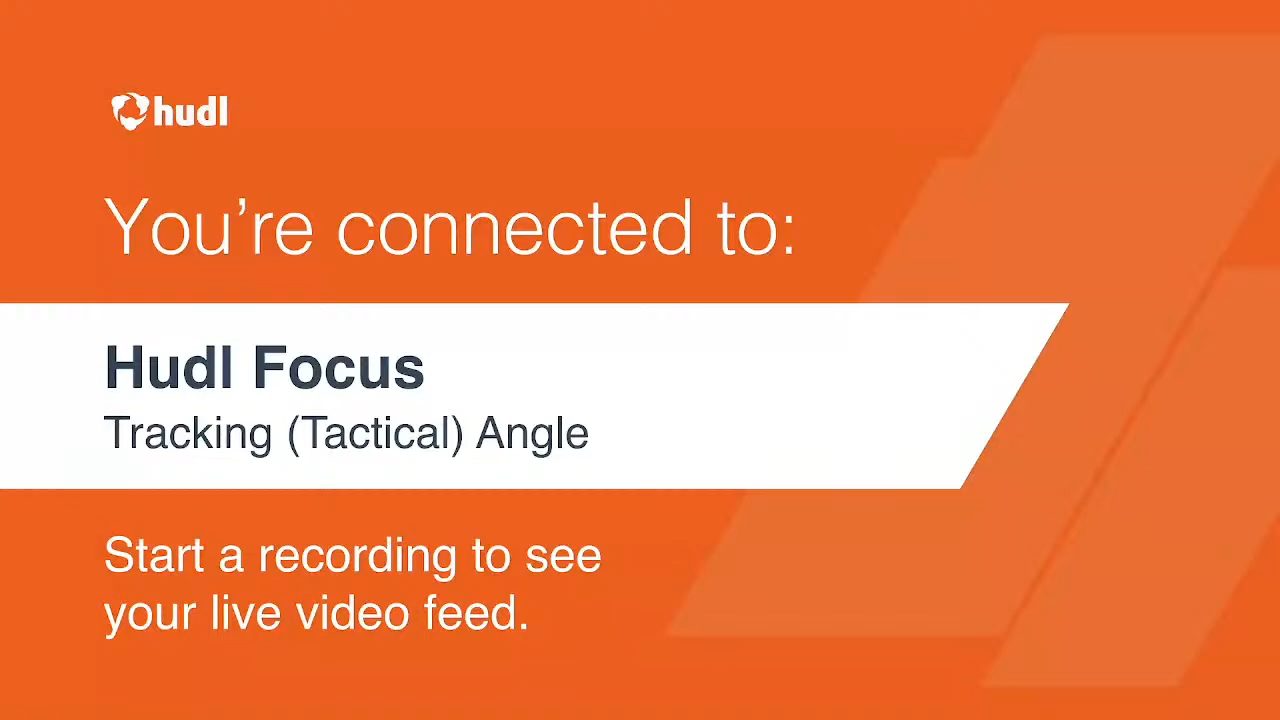 hudl
You’re connected to:
Hudl Focus
Tracking (Tactical) Angle
Start a recording to see
your live video feed.